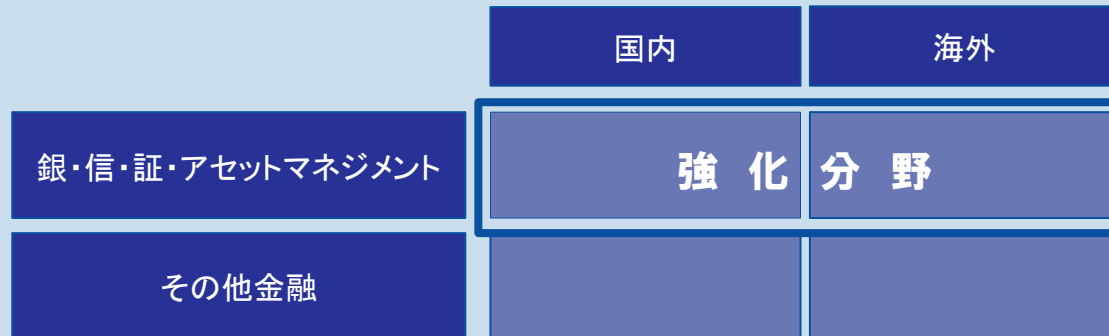 国内
海外
銀・信・証・アセットマネジメント
強化分野
その他金融